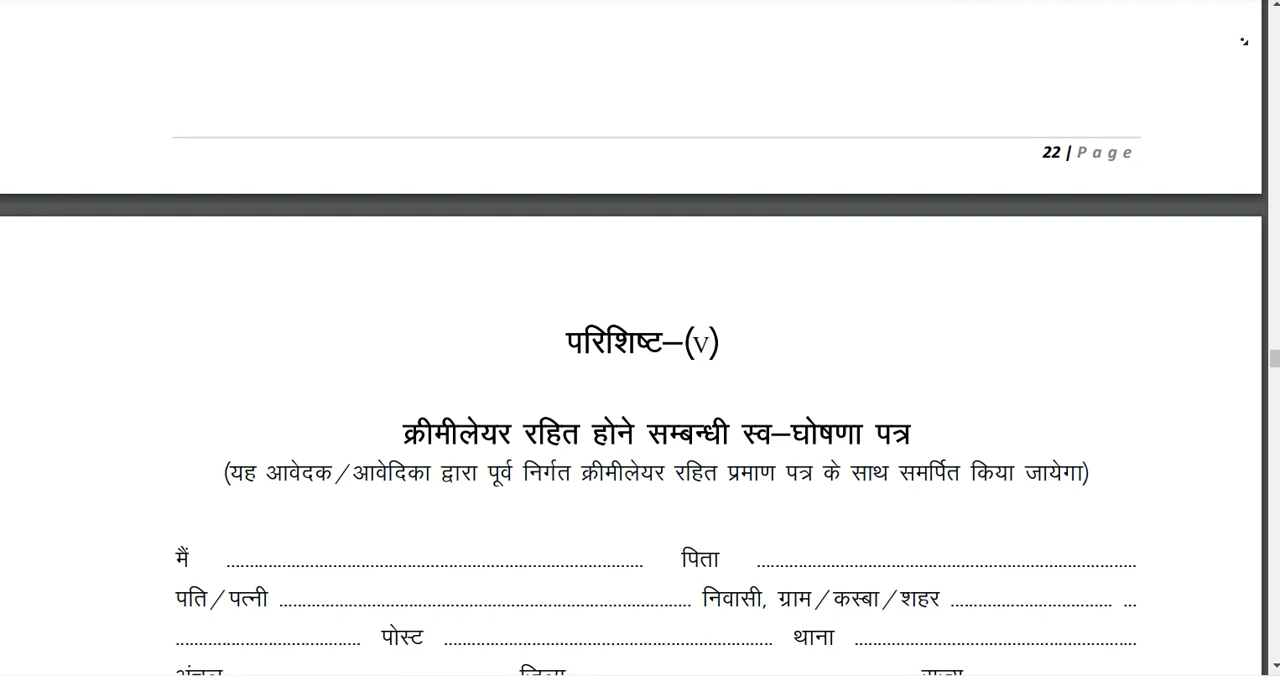 22 | P a g e
परिशिष्ट–(v)
क्रीमीलेयर रहित होने सम्बन्धी स्व–घोषणा पत्र
(यह आवेदक/आवेदिका द्वारा पूर्व निर्गत क्रीमीलेयर रहित प्रमाण पत्र के साथ समर्पित किया जायेगा)
मैं ........................................ पिता ........................................
पति/पत्नी ........................................ निवासी, ग्राम/कस्बा/शहर .............................. ...
.............................. पोस्ट ........................................ थाना ........................................